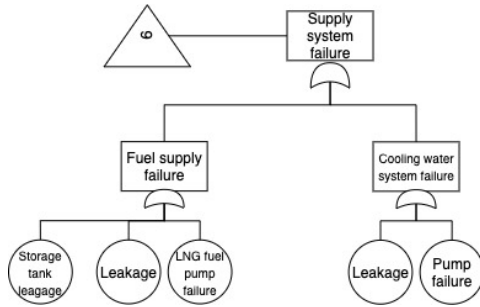 6
Supply
system
failure
Fuel supply
failure
Cooling water
system failure
Storage
tank
leagage
Leakage
LNG fuel
pump
failure
Leakage
Pump
failure